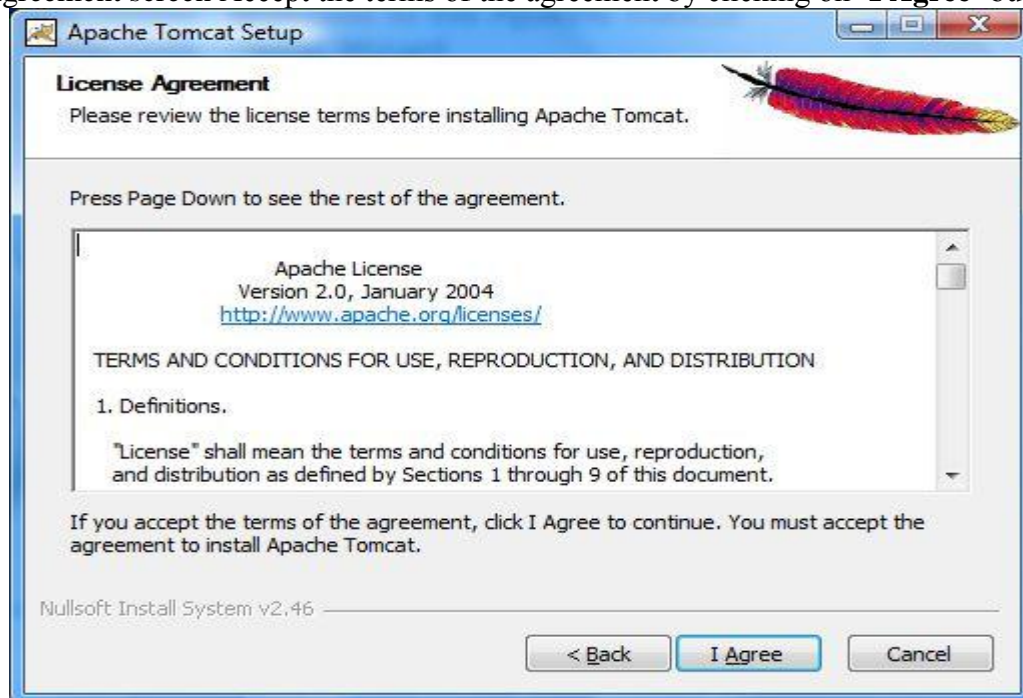 agreement screen Accept the terms of the agreement by clicking on
Apache Tomcat Setup
License Agreement
Please review the license terms before installing Apache Tomcat.
Press Page Down to see the rest of the agreement.
Apache License
Version 2.0, January 2004
http://www.apache.org/licenses/
TERMS AND CONDITIONS FOR USE, REPRODUCTION, AND DISTRIBUTION
1. Definitions.
"License" shall mean the terms and conditions for use, reproduction,
and distribution as defined by Sections 1 through 9 of this document.
If you accept the terms of the agreement, click I Agree to continue. You must accept the
agreement to install Apache Tomcat.
Nullsoft Install System v2.46
< Back
I Agree
Cancel